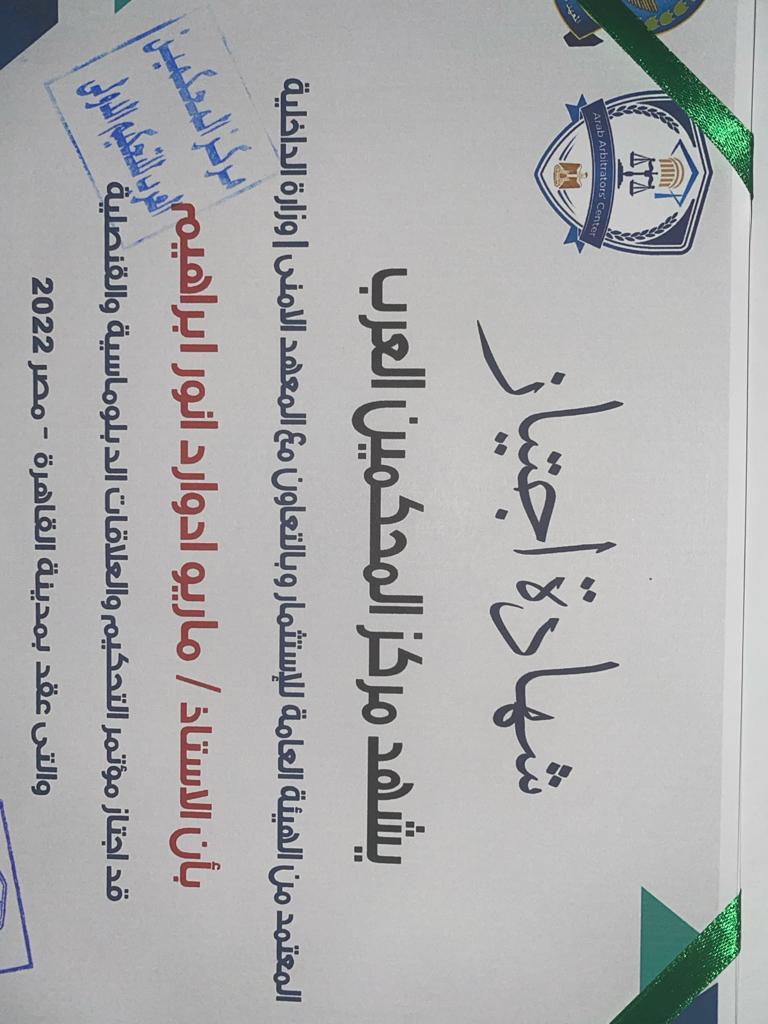 Arab Arbitrators' Center
شهادة اجتياز
يشهد مركز المحكمين العرب
المعتمد من الهيئة العامة للإستثمار وبالتعاون مع المعهد الامنى | وزارة الداخلية
بأن الاستاذ / ماريو ادوارد انور ابراهيم
قد اجتاز مؤتمر التحكيم والعلاقات الدبلوماسية والقنصلية
والتى عقد بمدينة القاهرة - مصر 2022
مركز المحكمين
العرب للتحكيم الدولى